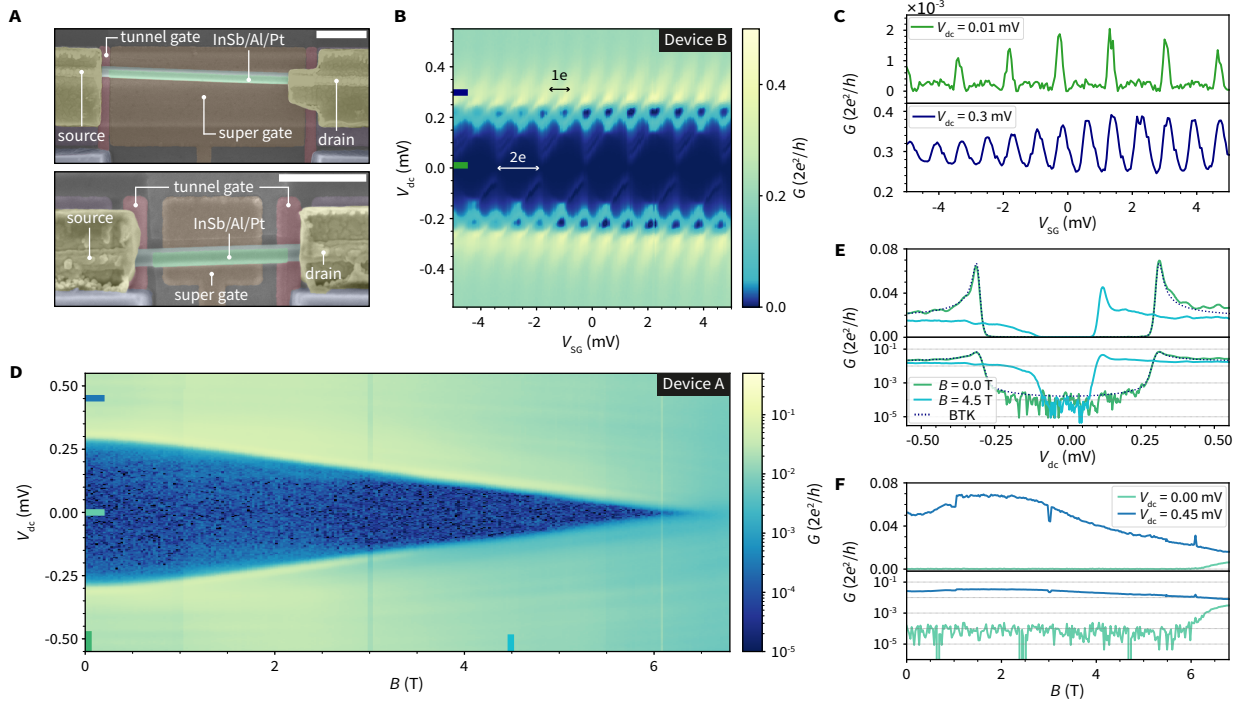 A
tunnel gate
InSb/Al/Pt
source
super gate
drain
tunnel gate
source
InSb/Al/Pt
super gate
drain
B
Device B
1e
2e
0.4
0.2
0.0
-0.2
-0.4
V_dc (mV)
-4
-2
0
2
4
V_SG (mV)
0.4
0.2
0.0
G (2e²/h)
C
×10⁻³
V_dc = 0.01 mV
2
1
0
V_dc = 0.3 mV
0.4
0.3
0.2
G (2e²/h)
-4
-2
0
2
4
V_SG (mV)
D
Device A
0.50
0.25
0.00
-0.25
-0.50
V_dc (mV)
0
2
4
6
B (T)
10⁻¹
10⁻²
10⁻³
10⁻⁴
10⁻⁵
G (2e²/h)
E
0.08
0.04
0.00
10⁻¹
10⁻³
10⁻⁵
G (2e²/h)
B = 0.0 T
B = 4.5 T
BTK
-0.50
-0.25
0.00
0.25
0.50
V_dc (mV)
F
0.08
0.04
0.00
V_dc = 0.00 mV
V_dc = 0.45 mV
10⁻¹
10⁻³
10⁻⁵
G (2e²/h)
0
2
4
6
B (T)